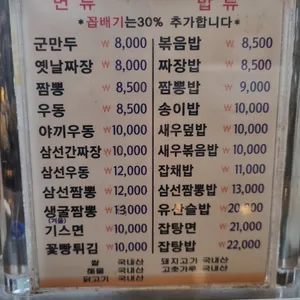 면 류 밥 류
*꼽배기는30% 추가합니다*
군만두 ₩ 8,000 볶음밥 ₩ 8,500
옛날짜장 ₩ 8,000 짜장밥 ₩ 8,500
짬뽕 ₩ 8,500 짬뽕밥 ₩ 9,000
우동 ₩ 8,500 송이밥 ₩ 10,000
야끼우동 ₩10,000 새우덮밥 ₩ 10,000
삼선간짜장 ₩10,000 새우볶음밥 ₩ 10,000
삼선우동 ₩12,000 잡채밥 ₩ 11,000
삼선짬뽕 ₩12,000 삼선짬뽕밥 ₩13,000
생굴짬뽕 ₩13,000 유산슬밥 ₩20,000
(겨울)
기스면 ₩10,000 잡탕면 ₩21,000
꽃빵튀김 ₩10,000 잡탕밥 ₩22,000
쌀 국내산 돼지고기 국내산
해물 국내산 고춧가루 국내산
닭고기 국내산